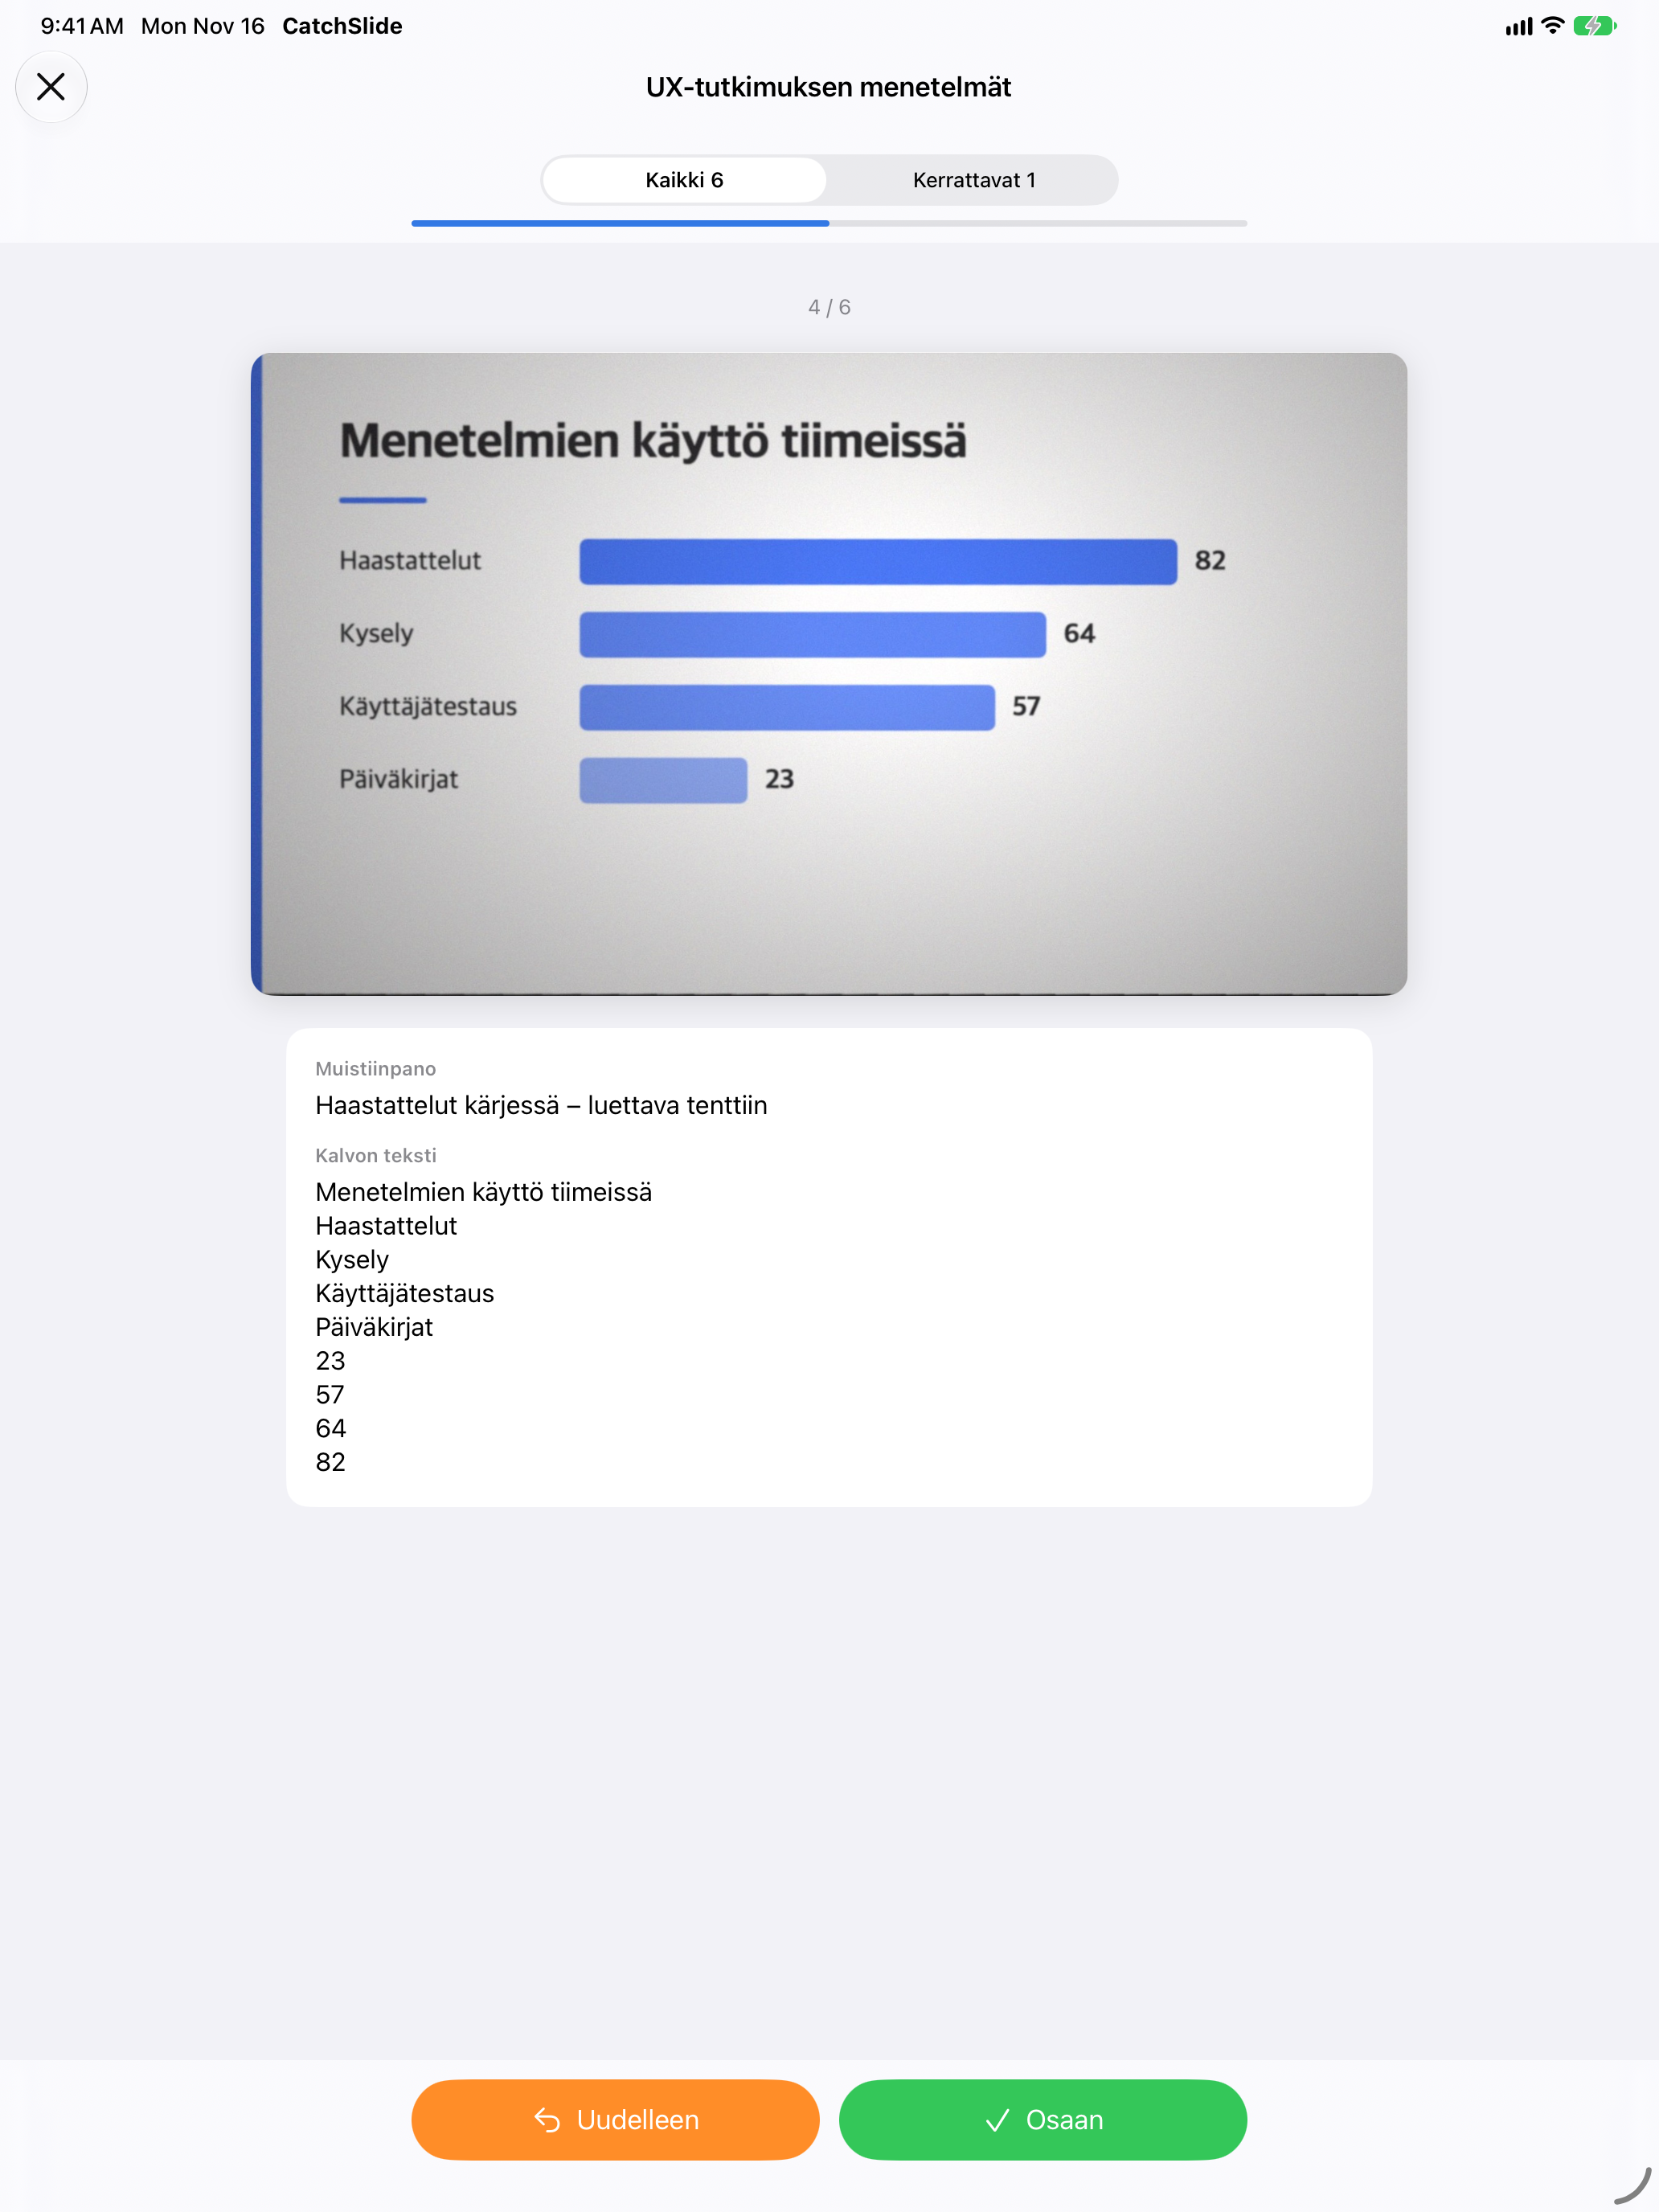 9:41 AM Mon Nov 16 CatchSlide
UX-tutkimuksen menetelmät
Kaikki 6
Kerrattavat 1
4 / 6
Menetelmien käyttö tiimeissä
Haastattelut 82
Kysely 64
Käyttäjätestaus 57
Päiväkirjat 23
Muistiinpano
Haastattelut kärjessä – luettava tenttiin
Kalvon teksti
Menetelmien käyttö tiimeissä
Haastattelut
Kysely
Käyttäjätestaus
Päiväkirjat
23
57
64
82
Uudelleen
Osaan